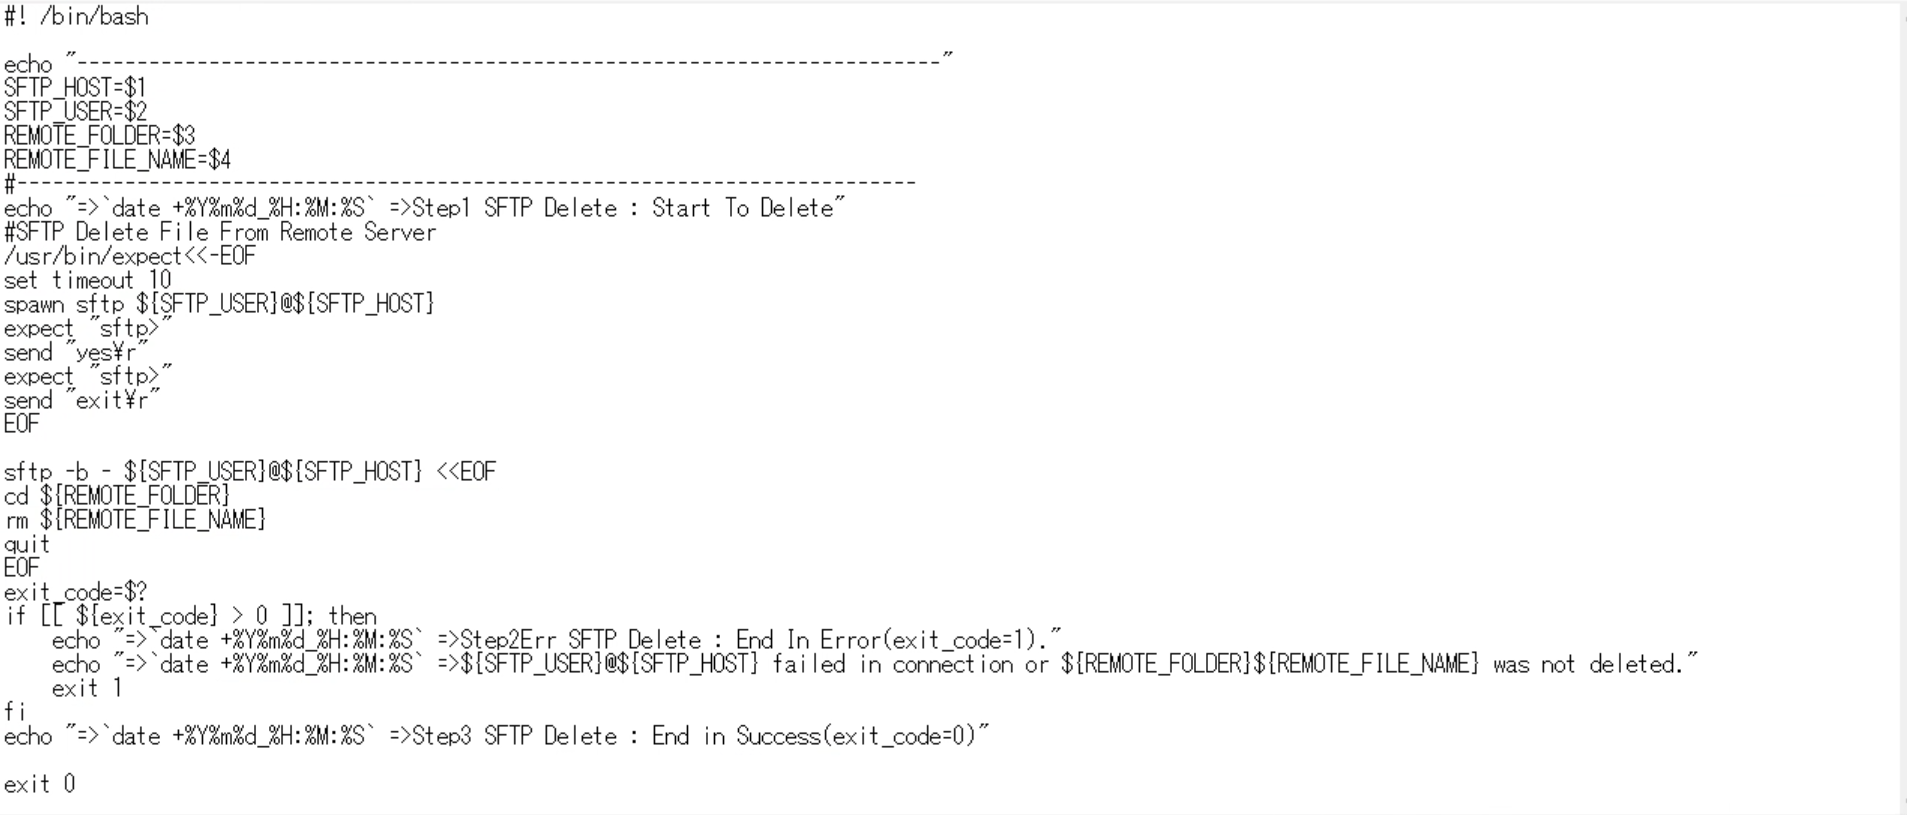 #! /bin/bash
echo "------------------------------------------------------------------------"
SFTP_HOST=$1
SFTP_USER=$2
REMOTE_FOLDER=$3
REMOTE_FILE_NAME=$4
#---------------------------------------------------------------------------
echo "=>`date +%Y%m%d_%H:%M:%S` =>Step1 SFTP Delete : Start To Delete"
#SFTP Delete File From Remote Server
/usr/bin/expect<<-EOF
set timeout 10
spawn sftp ${SFTP_USER}@${SFTP_HOST}
expect "sftp>"
send "yes¥r"
expect "sftp>"
send "exit¥r"
EOF
sftp -b - ${SFTP_USER}@${SFTP_HOST} <<EOF
cd ${REMOTE_FOLDER}
rm ${REMOTE_FILE_NAME}
quit
EOF
exit_code=$?
if [[ ${exit_code} > 0 ]]; then
    echo "=>`date +%Y%m%d_%H:%M:%S` =>Step2Err SFTP Delete : End In Error(exit_code=1)."
    echo "=>`date +%Y%m%d_%H:%M:%S` =>${SFTP_USER}@${SFTP_HOST} failed in connection or ${REMOTE_FOLDER}${REMOTE_FILE_NAME} was not deleted."
    exit 1
fi
echo "=>`date +%Y%m%d_%H:%M:%S` =>Step3 SFTP Delete : End in Success(exit_code=0)"
exit 0